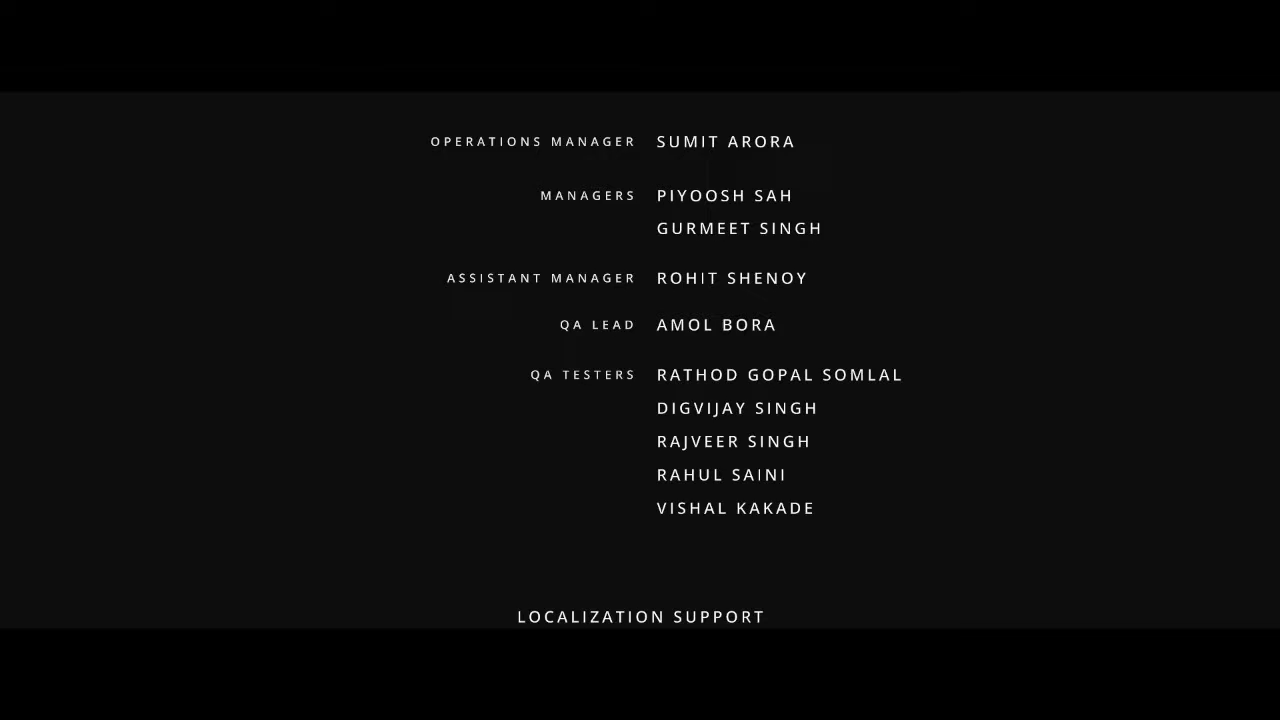 OPERATIONS MANAGER SUMIT ARORA
MANAGERS PIYOOSH SAH
GURMEET SINGH
ASSISTANT MANAGER ROHIT SHENOY
QA LEAD AMOL BORA
QA TESTERS RATHOD GOPAL SOMLAL
DIGVIJAY SINGH
RAJVEER SINGH
RAHUL SAINI
VISHAL KAKADE
LOCALIZATION SUPPORT